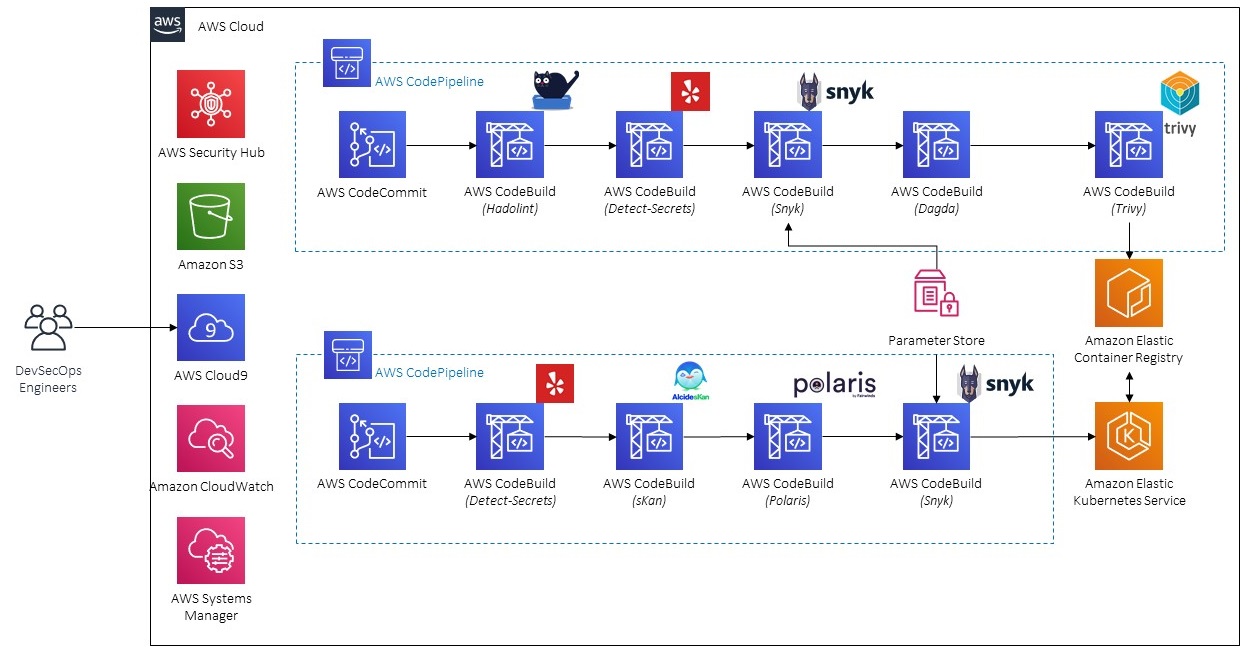 aws
AWS Cloud
AWS Security Hub
Amazon S3
DevSecOps
Engineers
9
AWS Cloud9
Amazon CloudWatch
AWS Systems
Manager
AWS CodePipeline
snyk
trivy
AWS CodeCommit
AWS CodeBuild
(Hadolint)
AWS CodeBuild
(Detect-Secrets)
AWS CodeBuild
(Snyk)
AWS CodeBuild
(Dagda)
AWS CodeBuild
(Trivy)
Parameter Store
Amazon Elastic
Container Registry
AWS CodePipeline
AlcidesKan
polaris
by Fairwinds
snyk
AWS CodeCommit
AWS CodeBuild
(Detect-Secrets)
AWS CodeBuild
(sKan)
AWS CodeBuild
(Polaris)
AWS CodeBuild
(Snyk)
K
Amazon Elastic
Kubernetes Service